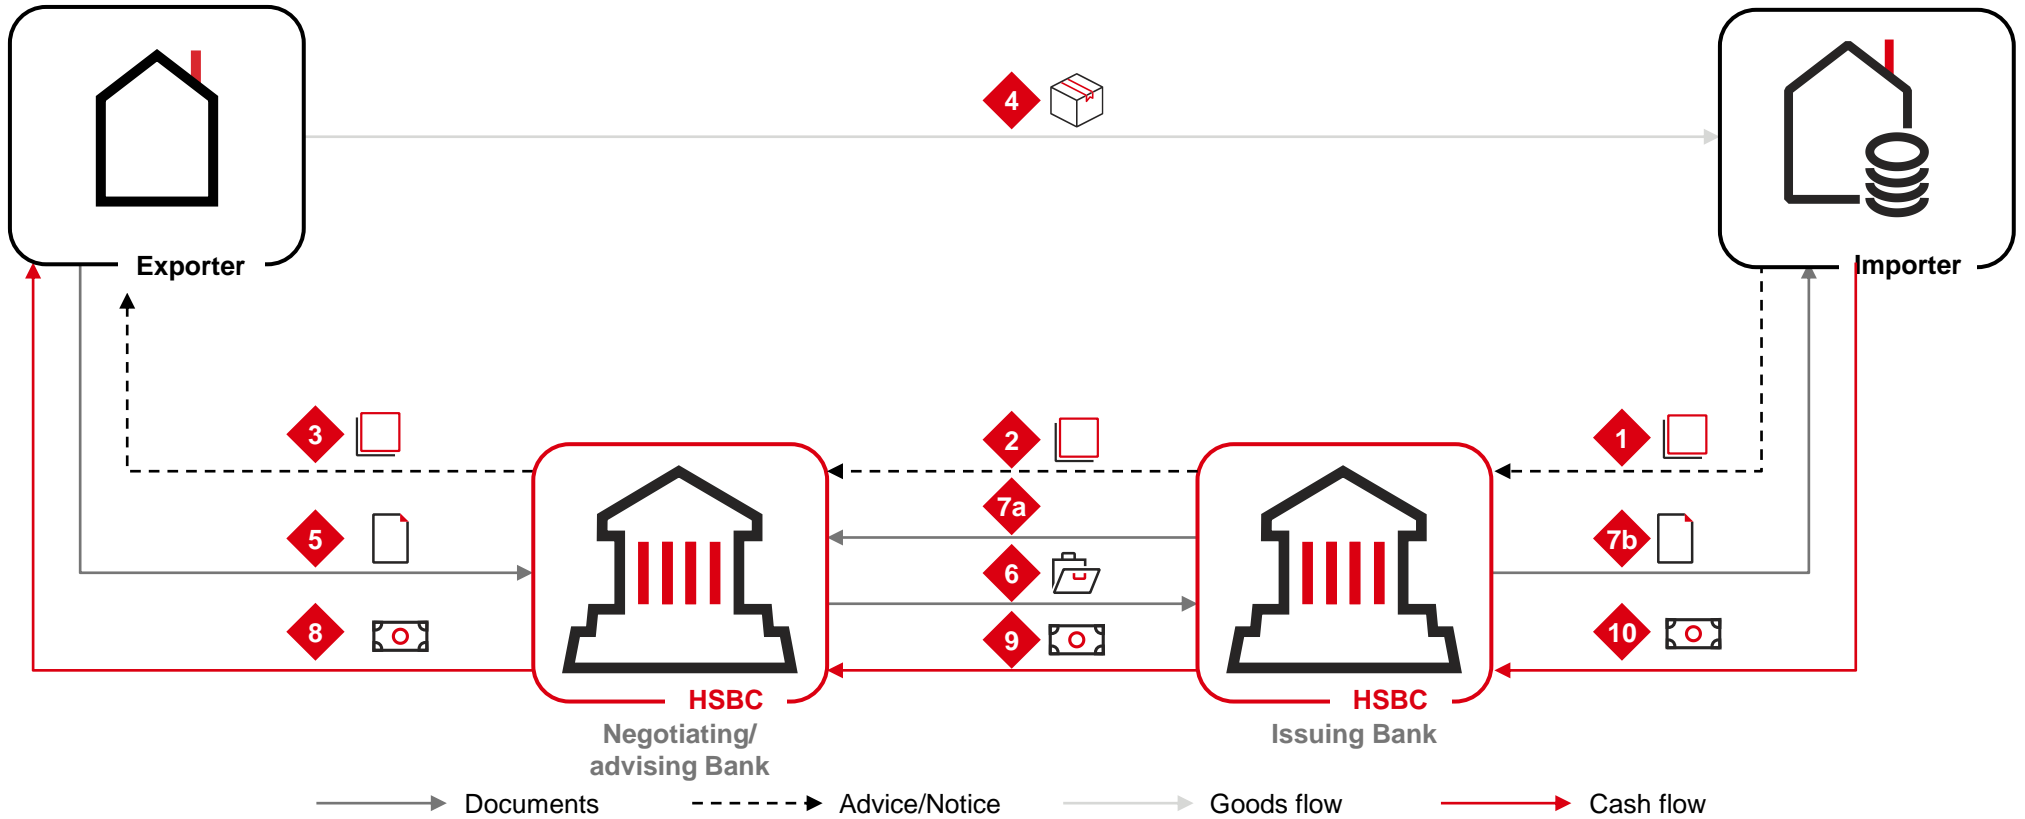 4
Exporter
Importer
3
2
1
7a
5
7b
6
8
9
10
HSBC
HSBC
Negotiating/
advising Bank
Issuing Bank
Documents
Advice/Notice
Goods flow
Cash flow